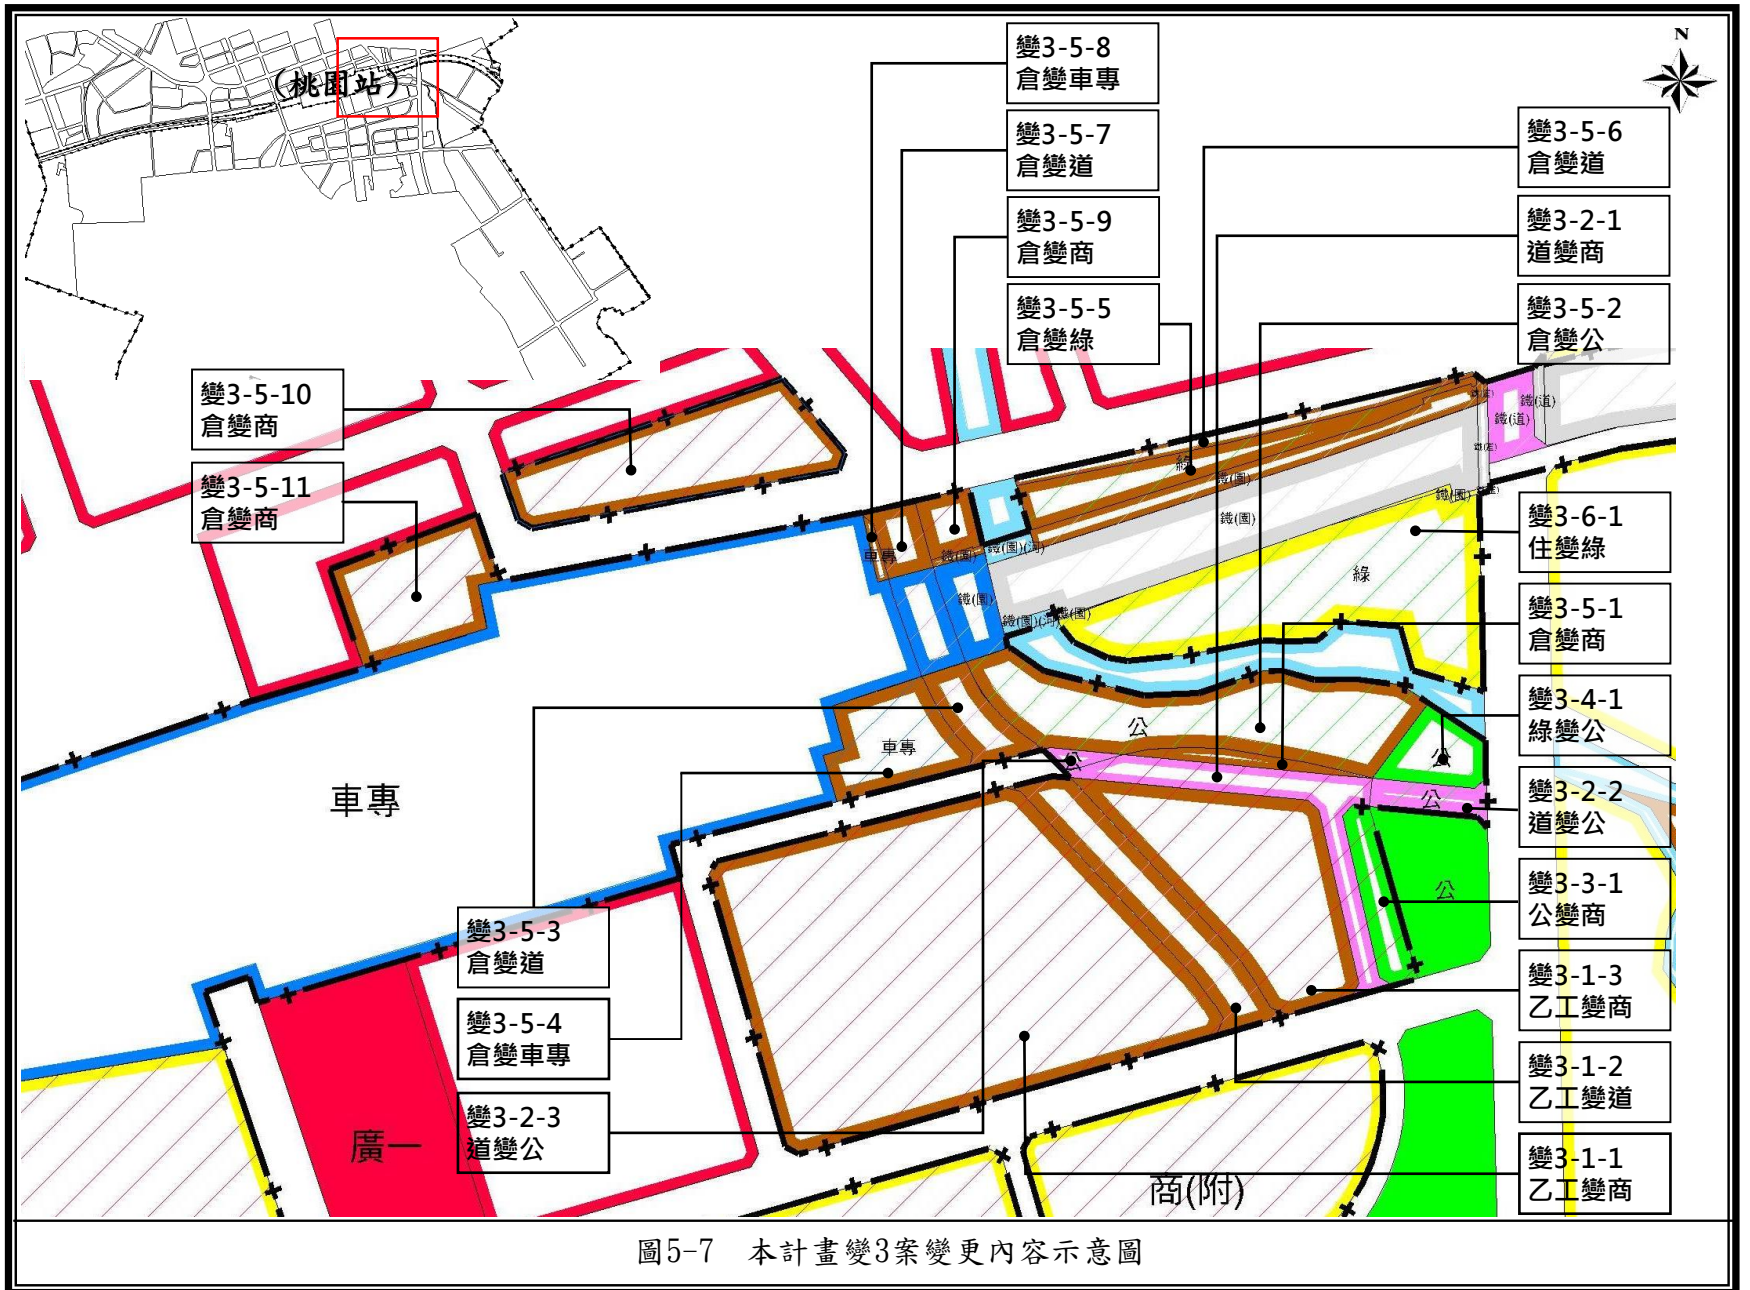 (桃園站)
N
變3-5-8
倉變車專
變3-5-7
倉變道
變3-5-9
倉變商
變3-5-5
倉變綠
變3-5-6
倉變道
變3-2-1
道變商
變3-5-2
倉變公
變3-5-10
倉變商
變3-5-11
倉變商
變3-6-1
住變綠
變3-5-1
倉變商
變3-4-1
綠變公
變3-2-2
道變公
變3-3-1
公變商
變3-1-3
乙工變商
變3-1-2
乙工變道
變3-1-1
乙工變商
變3-5-3
倉變道
變3-5-4
倉變車專
變3-2-3
道變公
鐵(道)
鐵(道)
綠
鐵(園)
鐵(園)
鐵(園)
車專
鐵(園)
鐵(園)(河)
鐵(園)
鐵(園)(河)
鐵(園)
綠
公
車專
公
公
公
公
車專
廣一
商(附)
圖5-7 本計畫變3案變更內容示意圖